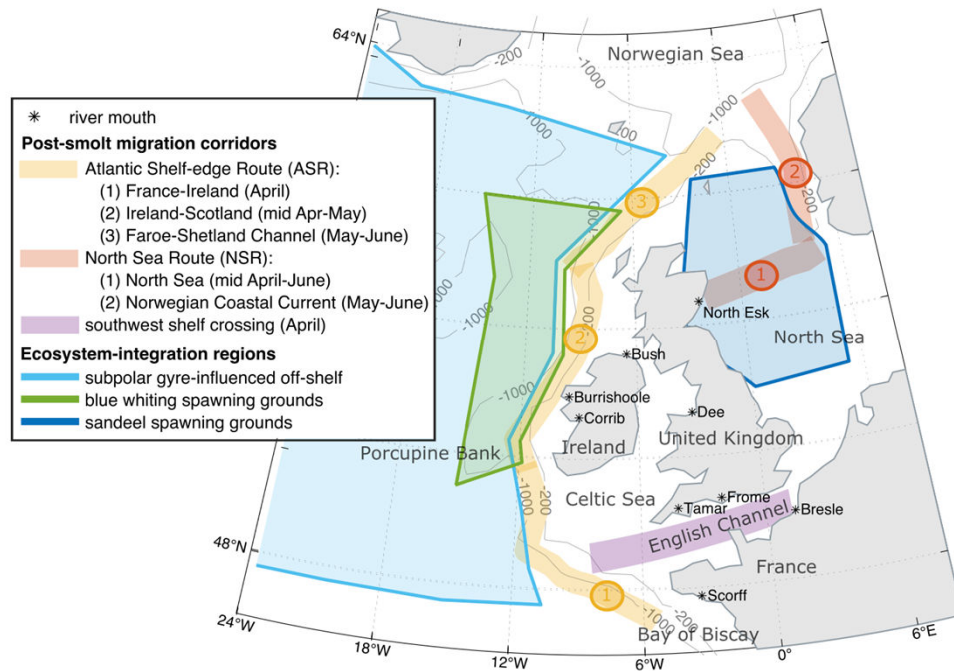 64°N
Norwegian Sea
-200
-1000
-1000
1000
100
-200
✳ river mouth
Post-smolt migration corridors
Atlantic Shelf-edge Route (ASR):
(1) France-Ireland (April)
(2) Ireland-Scotland (mid Apr-May)
(3) Faroe-Shetland Channel (May-June)
North Sea Route (NSR):
(1) North Sea (mid April-June)
(2) Norwegian Coastal Current (May-June)
southwest shelf crossing (April)
Ecosystem-integration regions
subpolar gyre-influenced off-shelf
blue whiting spawning grounds
sandeel spawning grounds
2
3
200
-1000
1
North Esk
North Sea
-1000
200
2
Bush
-1000
Burrishoole
Corrib
Dee
Ireland
United Kingdom
Porcupine Bank
-1000
-200
Celtic Sea
Frome
Tamar
English Channel
Bresle
48°N
France
1
Scorff
-1000
-200
Bay of Biscay
24°W
18°W
12°W
6°W
0°
6°E